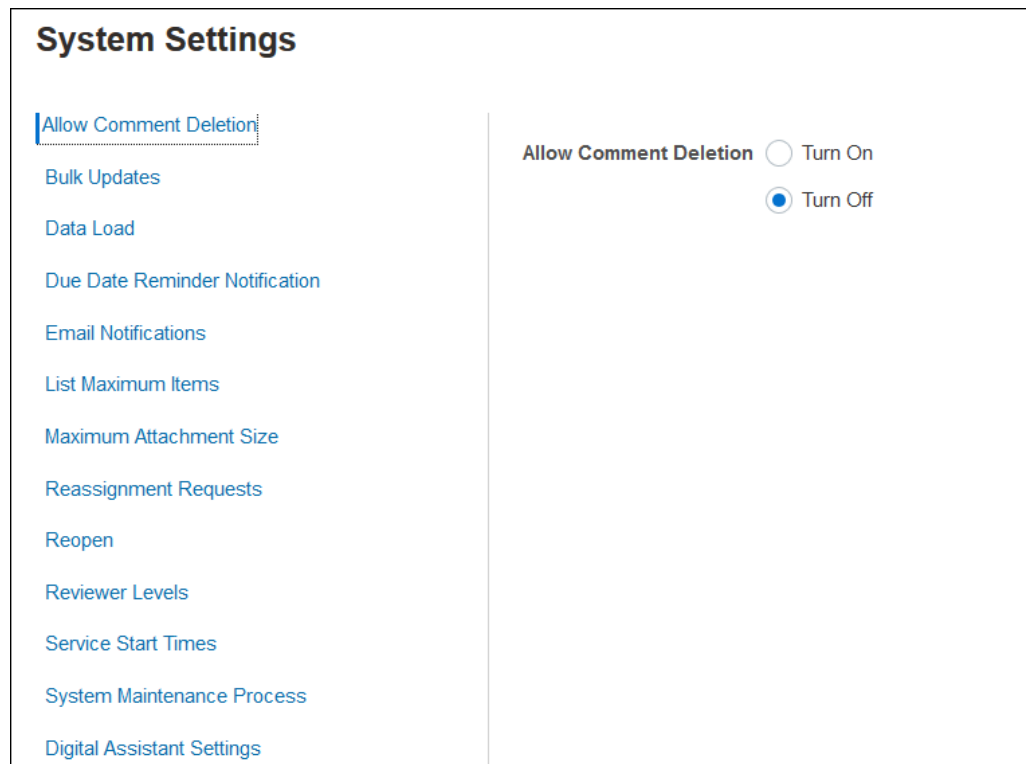 System Settings
Allow Comment Deletion
Bulk Updates
Data Load
Due Date Reminder Notification
Email Notifications
List Maximum Items
Maximum Attachment Size
Reassignment Requests
Reopen
Reviewer Levels
Service Start Times
System Maintenance Process
Digital Assistant Settings
Allow Comment Deletion Turn On
Turn Off